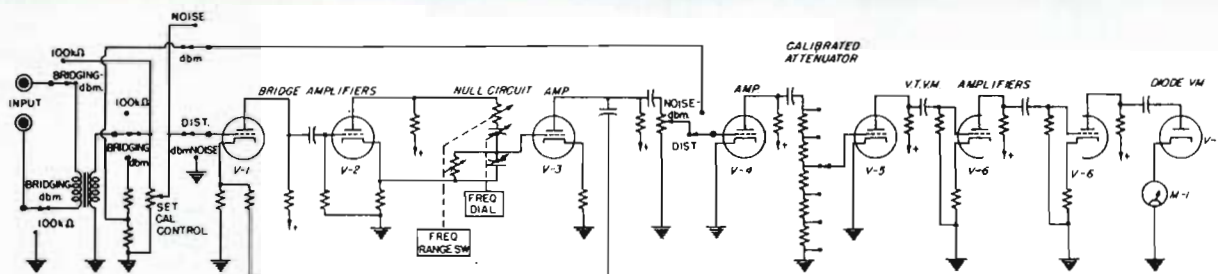 NOISE
100kΩ
BRIDGING-
dbm.
INPUT
100kΩ
BRIDGING
dbm
BRIDGING
dbm.
100kΩ
SET
CAL
CONTROL
dbm
DIST.
dbm NOISE
V-1
BRIDGE AMPLIFIERS
V-2
NULL CIRCUIT
FREQ
DIAL
FREQ
RANGE SW
AMP
V-3
NOISE-
dbm
DIST
AMP
V-4
CALIBRATED
ATTENUATOR
V-5
V.T.V.M. AMPLIFIERS
V-6
V-6
DIODE VM
V-
M-1
+
+
+
+
+
+
+
+